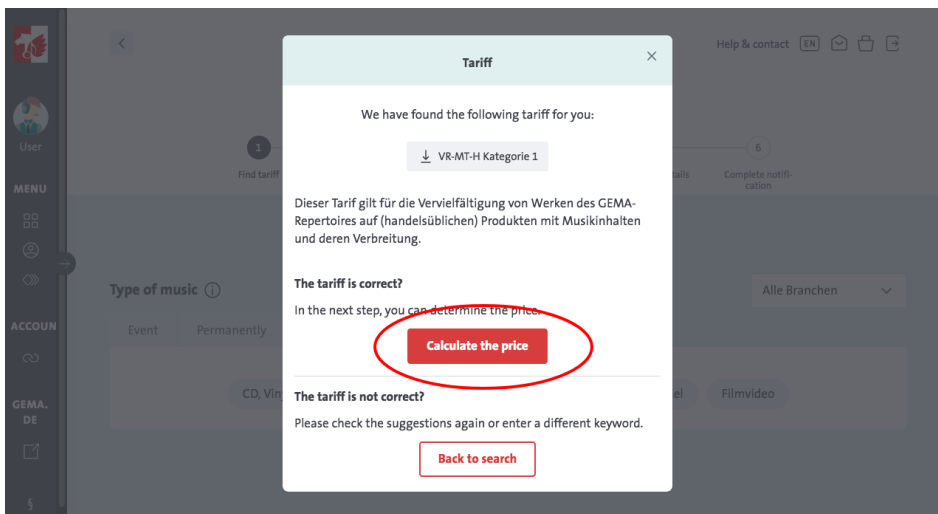 Help & contact EN
User
MENU
ACCOUN
GEMA.
DE
§
1
Find tariff
6
tails
Complete notifi-
cation
Type of music
Alle Branchen
Event Permanently
CD, Vin
el
Filmvideo
Tariff
We have found the following tariff for you:
VR-MT-H Kategorie 1
Dieser Tarif gilt für die Vervielfältigung von Werken des GEMA-
Repertoires auf (handelsüblichen) Produkten mit Musikinhalten
und deren Verbreitung.
The tariff is correct?
In the next step, you can determine the price.
Calculate the price
The tariff is not correct?
Please check the suggestions again or enter a different keyword.
Back to search